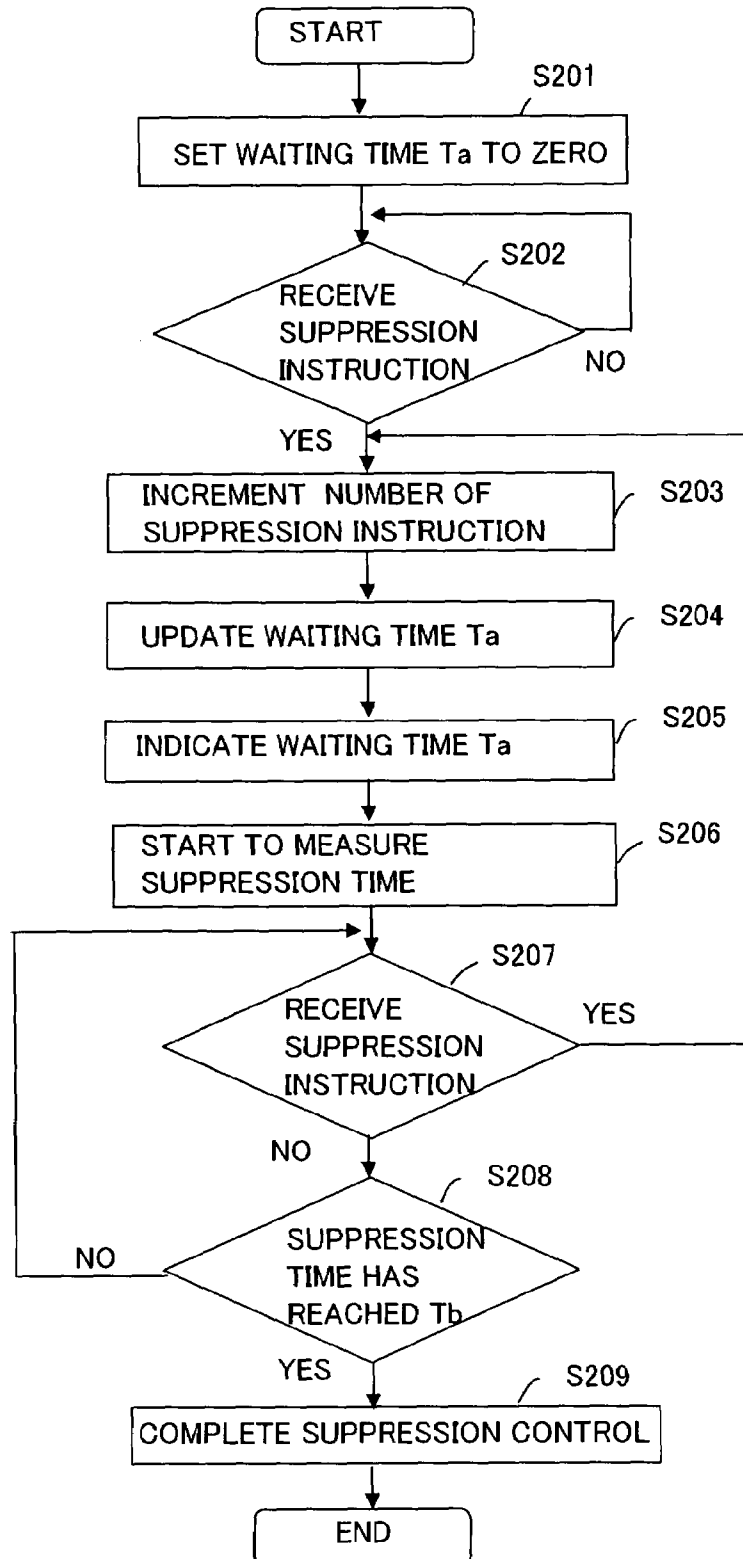 START
S201
SET WAITING TIME Ta TO ZERO
S202
RECEIVE
SUPPRESSION
INSTRUCTION
NO
YES
INCREMENT NUMBER OF
SUPPRESSION INSTRUCTION
S203
UPDATE WAITING TIME Ta
S204
INDICATE WAITING TIME Ta
S205
START TO MEASURE
SUPPRESSION TIME
S206
S207
RECEIVE
SUPPRESSION
INSTRUCTION
YES
NO
S208
SUPPRESSION
TIME HAS
REACHED Tb
NO
YES
S209
COMPLETE SUPPRESSION CONTROL
END